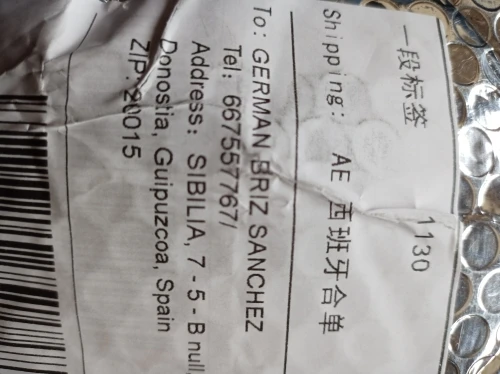 一段标签
1130
Shipping: AE 西班牙合单
To: GERMAN BRIZ SANCHEZ
Tel: 667557767/
Address: SIBILIA, 7 - 5 - B null,
Donostia, Guipuzcoa, Spain
ZIP: 20015